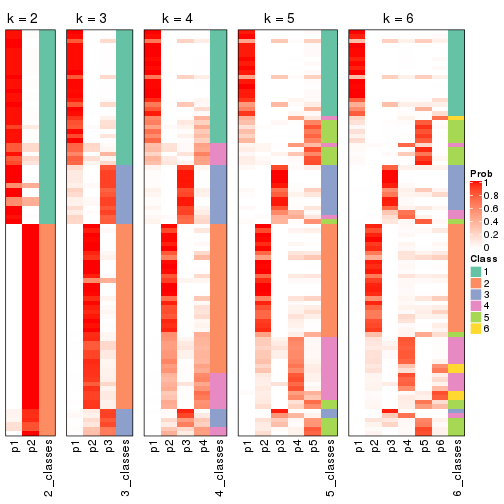 k = 2
k = 3
k = 4
k = 5
k = 6
p1
p2
2_classes
p1
p2
p3
3_classes
p1
p2
p3
p4
4_classes
p1
p2
p3
p4
p5
5_classes
p1
p2
p3
p4
p5
p6
6_classes
Prob
1
0.8
0.6
0.4
0.2
0
Class
1
2
3
4
5
6